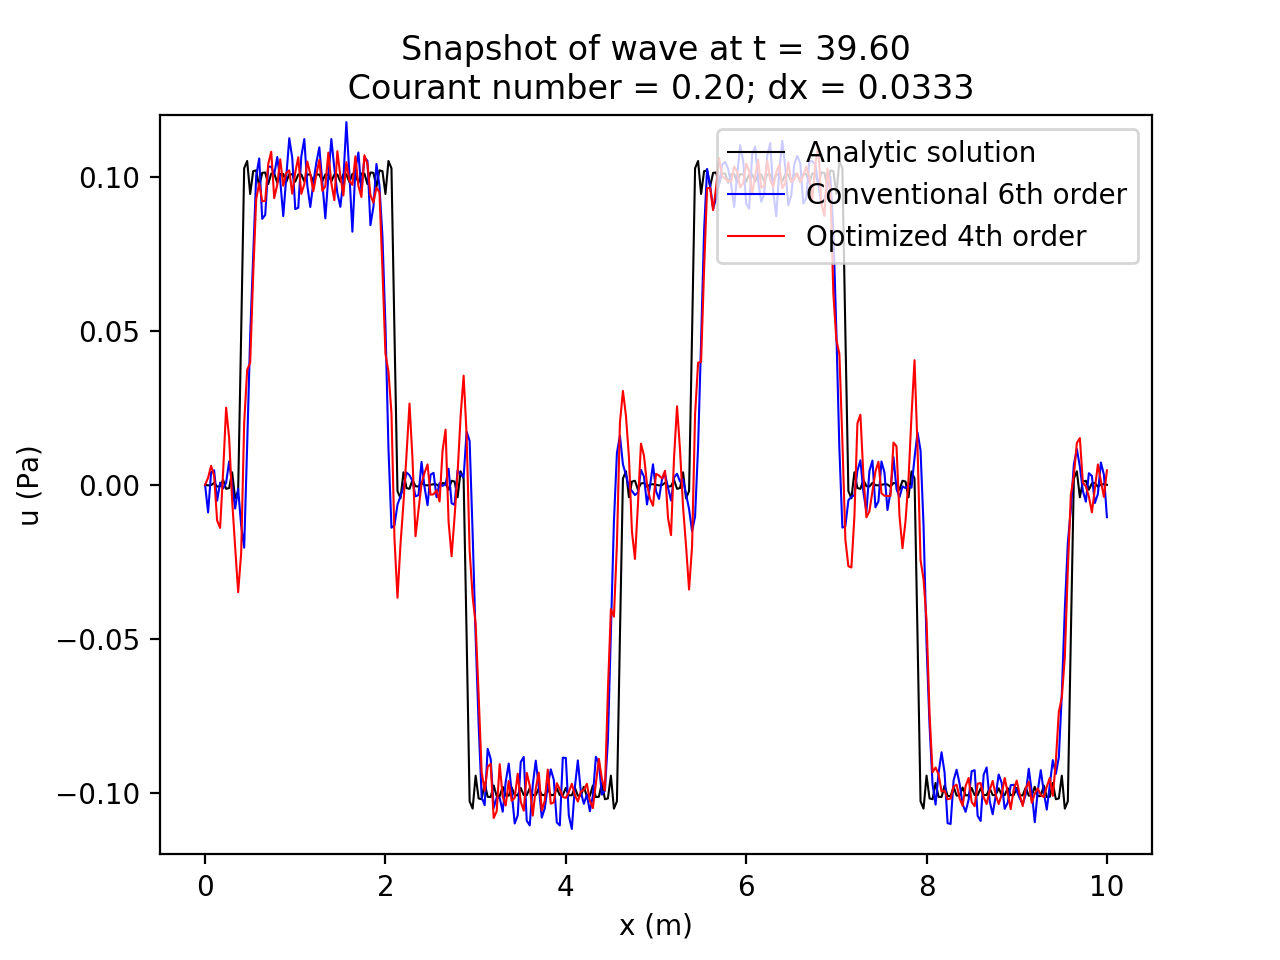 Snapshot of wave at t = 39.60
Courant number = 0.20; dx = 0.0333
Analytic solution
Conventional 6th order
Optimized 4th order
u (Pa)
0.10
0.05
0.00
−0.05
−0.10
0 2 4 6 8 10
x (m)